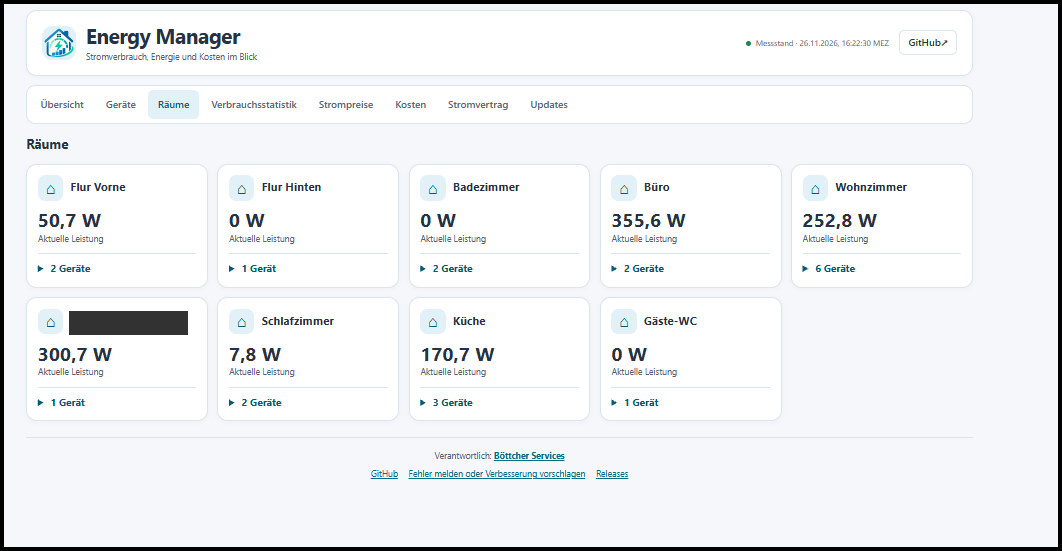 Energy Manager
Stromverbrauch, Energie und Kosten im Blick
Messstand · 26.11.2026, 16:22:30 MEZ
GitHub↗
Übersicht Geräte Räume Verbrauchsstatistik Strompreise Kosten Stromvertrag Updates
Räume
Flur Vorne
50,7 W
Aktuelle Leistung
2 Geräte
Flur Hinten
0 W
Aktuelle Leistung
1 Gerät
Badezimmer
0 W
Aktuelle Leistung
2 Geräte
Büro
355,6 W
Aktuelle Leistung
2 Geräte
Wohnzimmer
252,8 W
Aktuelle Leistung
6 Geräte
300,7 W
Aktuelle Leistung
1 Gerät
Schlafzimmer
7,8 W
Aktuelle Leistung
2 Geräte
Küche
170,7 W
Aktuelle Leistung
3 Geräte
Gäste-WC
0 W
Aktuelle Leistung
1 Gerät
Verantwortlich: Böttcher Services
GitHub Fehler melden oder Verbesserung vorschlagen Releases